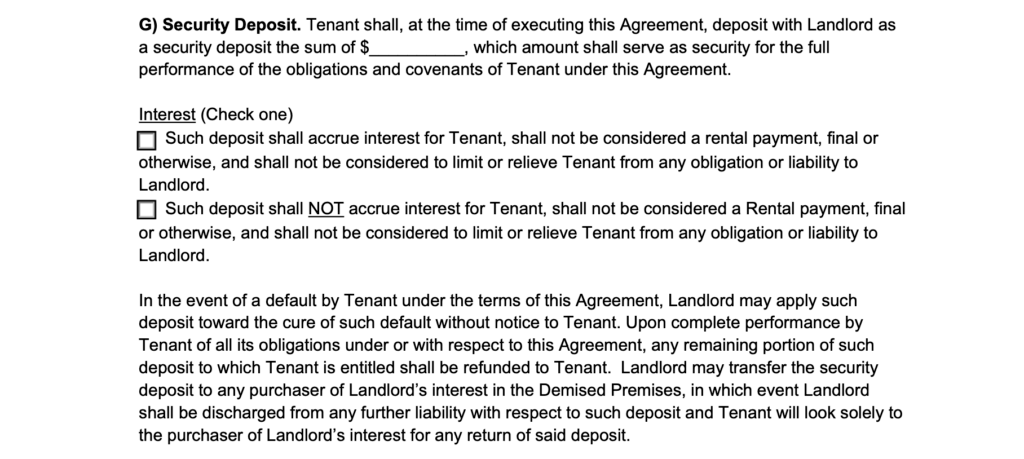 G) Security Deposit. Tenant shall, at the time of executing this Agreement, deposit with Landlord as
a security deposit the sum of $__________, which amount shall serve as security for the full
performance of the obligations and covenants of Tenant under this Agreement.
Interest (Check one)
☐ Such deposit shall accrue interest for Tenant, shall not be considered a rental payment, final or
otherwise, and shall not be considered to limit or relieve Tenant from any obligation or liability to
Landlord.
☐ Such deposit shall NOT accrue interest for Tenant, shall not be considered a Rental payment, final
or otherwise, and shall not be considered to limit or relieve Tenant from any obligation or liability to
Landlord.
In the event of a default by Tenant under the terms of this Agreement, Landlord may apply such
deposit toward the cure of such default without notice to Tenant. Upon complete performance by
Tenant of all its obligations under or with respect to this Agreement, any remaining portion of such
deposit to which Tenant is entitled shall be refunded to Tenant.  Landlord may transfer the security
deposit to any purchaser of Landlord’s interest in the Demised Premises, in which event Landlord
shall be discharged from any further liability with respect to such deposit and Tenant will look solely to
the purchaser of Landlord’s interest for any return of said deposit.